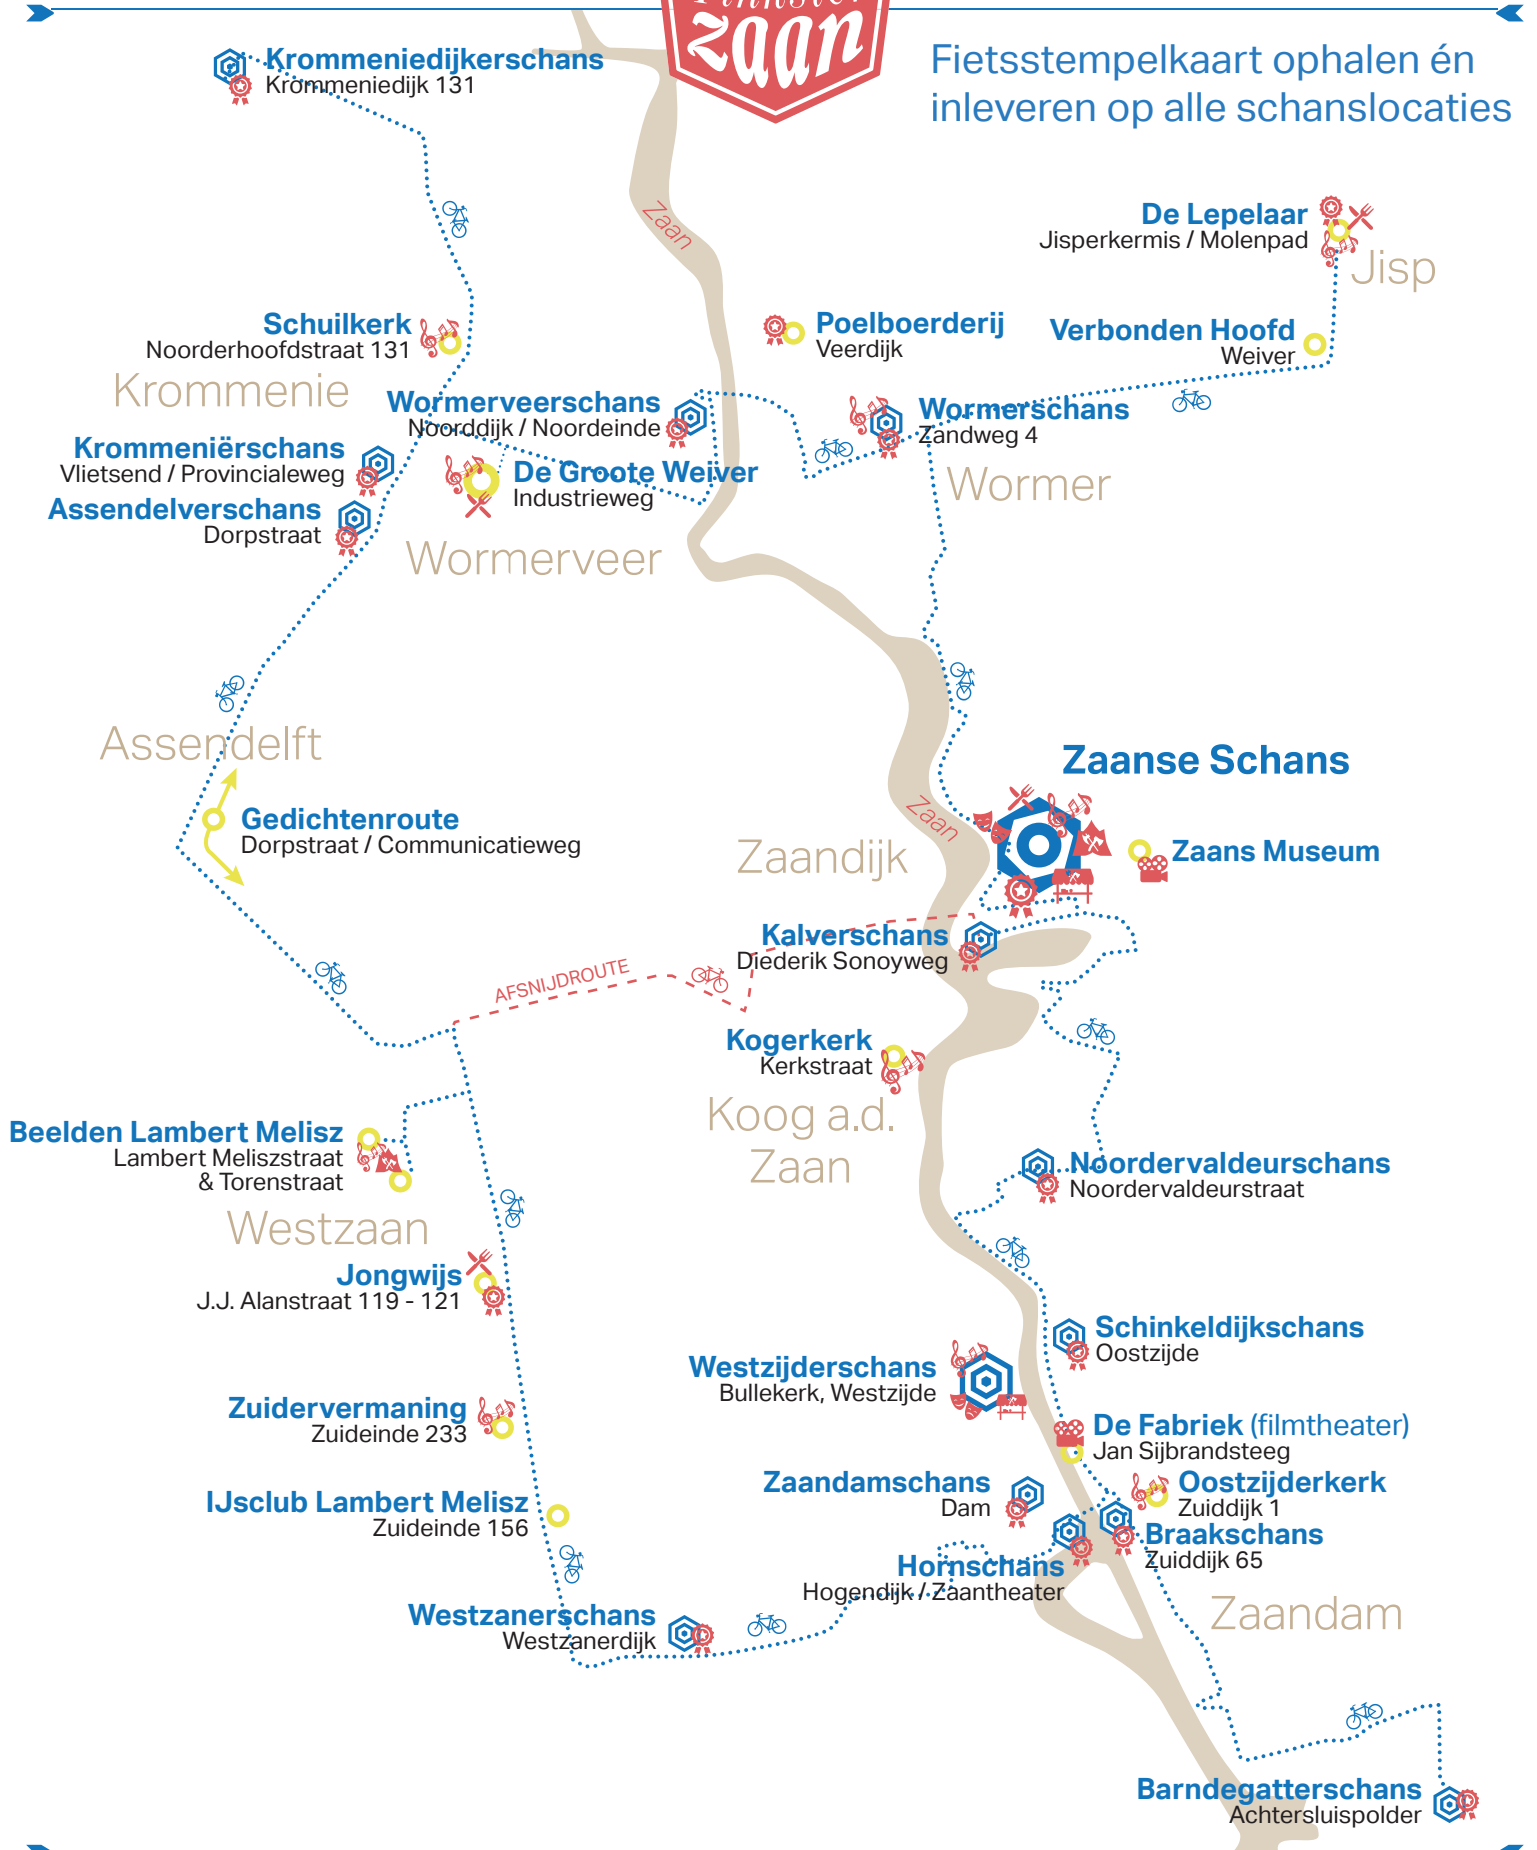 zaan
Fietsstempelkaart ophalen én
inleveren op alle schanslocaties
Krommeniedijkerschans
Krommeniedijk 131
Zaan
De Lepelaar
Jisperkermis / Molenpad
Jisp
Schuilkerk
Noorderhoofdstraat 131
Krommenie
Poelboerderij
Veerdijk
Verbonden Hoofd
Weiver
Wormerveerschans
Noorddijk / Noordeinde
Wormerschans
Zandweg 4
Wormer
Krommeniërschans
Vlietsend / Provincialeweg
De Groote Weiver
Industrieweg
Assendelverschans
Dorpstraat
Wormerveer
Assendelft
Gedichtenroute
Dorpstraat / Communicatieweg
Zaanse Schans
Zaan
Zaandijk
Zaans Museum
Kalverschans
Diederik Sonoyweg
AFSNIJDROUTE
Kogerkerk
Kerkstraat
Koog a.d.
Zaan
Beelden Lambert Melisz
Lambert Meliszstraat
& Torenstraat
Westzaan
Noordervaldeurschans
Noordervaldeurstraat
Jongwijs
J.J. Alanstraat 119 - 121
Schinkeldijkschans
Oostzijde
Westzijderschans
Bullekerk, Westzijde
Zuidervermaning
Zuideinde 233
De Fabriek (filmtheater)
Jan Sijbrandsteeg
Zaandamschans
Dam
Oostzijderkerk
Zuiddijk 1
IJsclub Lambert Melisz
Zuideinde 156
Braakschans
Zuiddijk 65
Hornschans
Hogendijk / Zaantheater
Zaandam
Westzanerschans
Westzanerdijk
Barndegatterschans
Achtersluispolder